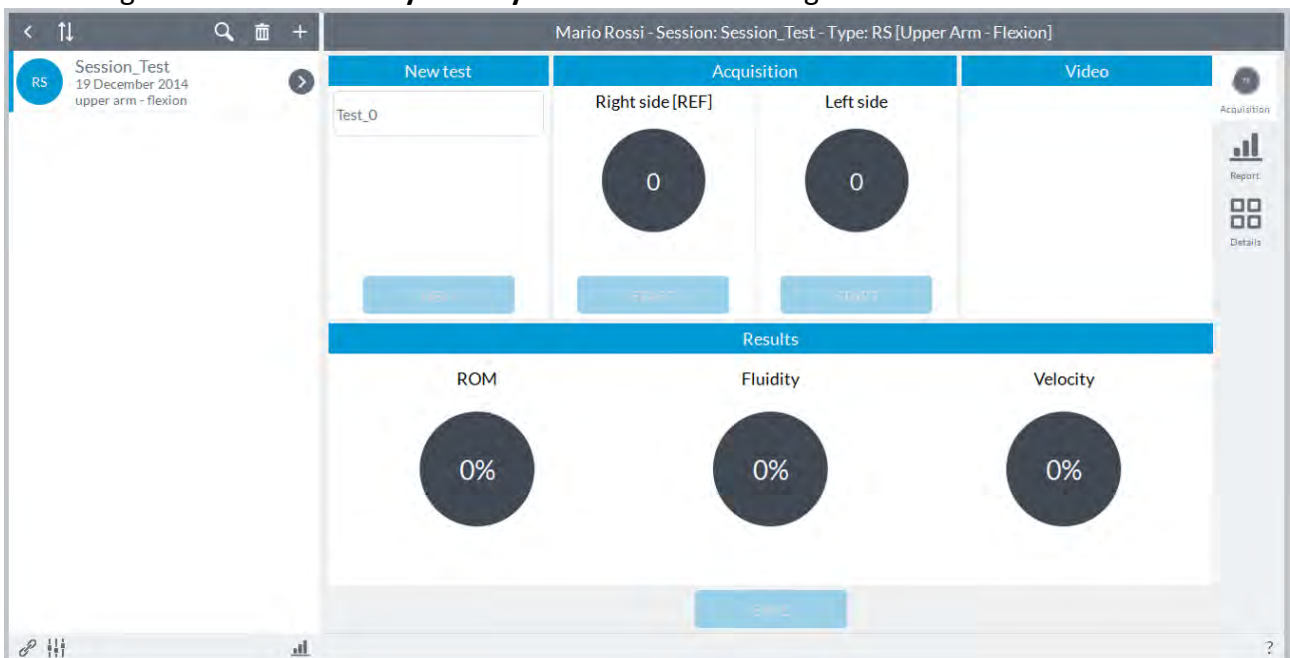 Mario Rossi - Session: Session_Test - Type: RS [Upper Arm - Flexion]
RS
Session_Test
19 December 2014
upper arm - flexion
New test
Acquisition
Video
Test_0
Right side [REF]
Left side
0
0
Acquisition
Report
Details
Results
ROM
Fluidity
Velocity
0%
0%
0%
?